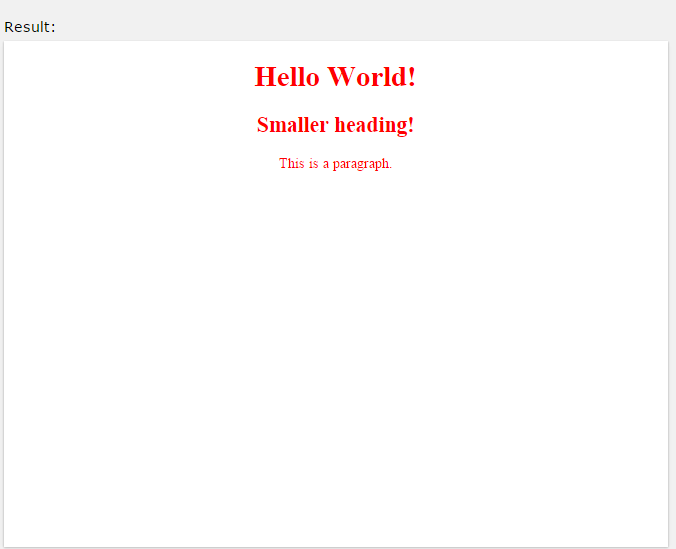 Result:
Hello World!
Smaller heading!
This is a paragraph.